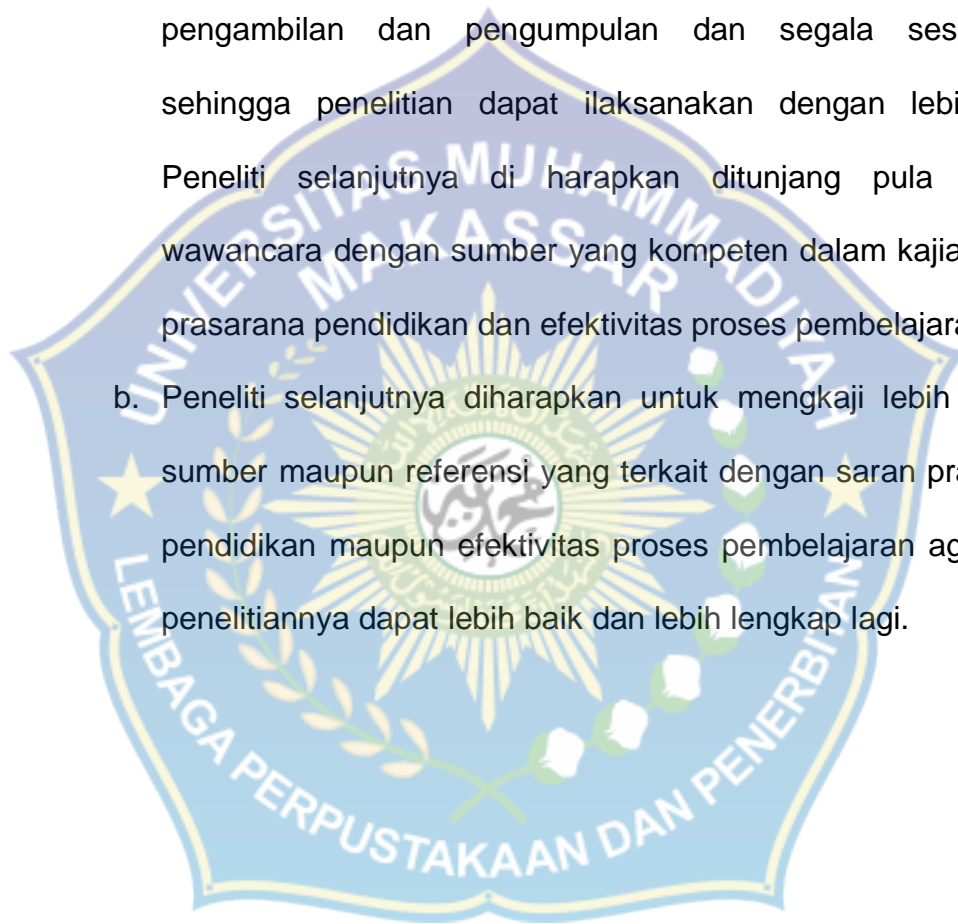 pengambilan dan pengumpulan dan segala ses
sehingga penelitian dapat ilaksanakan dengan lebi
Peneliti selanjutnya di harapkan ditunjang pula
wawancara dengan sumber yang kompeten dalam kajia
prasarana pendidikan dan efektivitas proses pembelajara
b. Peneliti selanjutnya diharapkan untuk mengkaji lebih
sumber maupun referensi yang terkait dengan saran pra
pendidikan maupun efektivitas proses pembelajaran ag
penelitiannya dapat lebih baik dan lebih lengkap lagi.
UNIVERSITAS MUHAMMADIYAH
MAKASSAR
LEMBAGA PERPUSTAKAAN DAN PENERBITAN